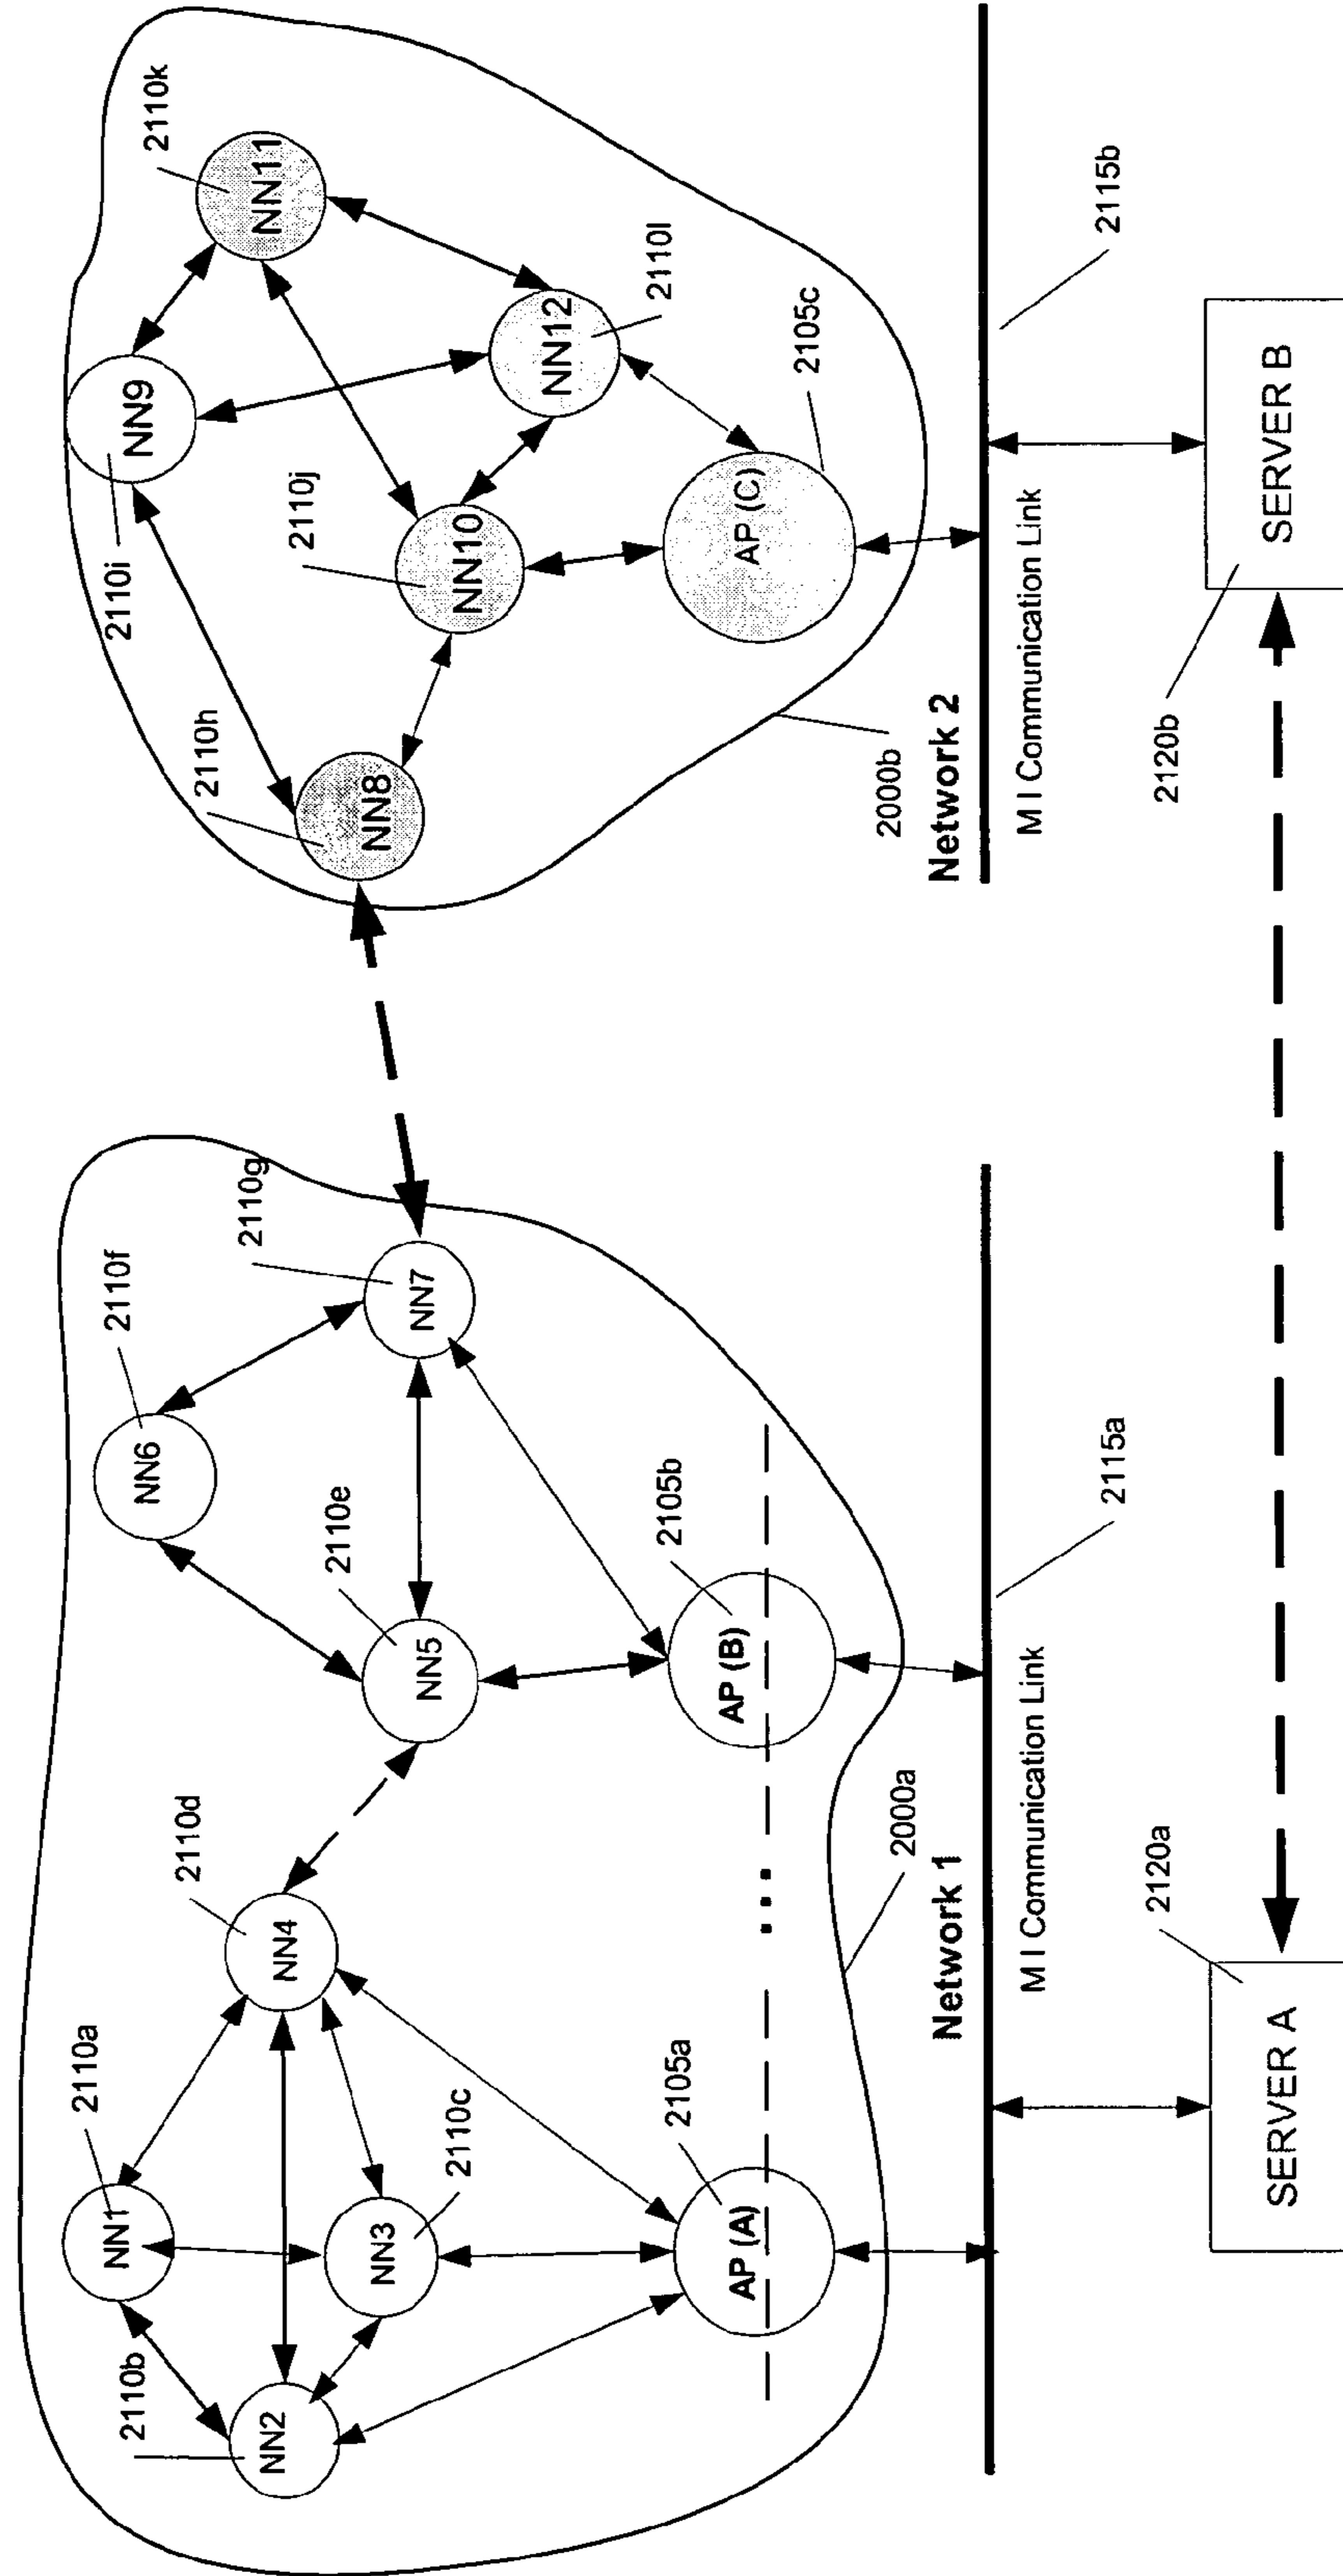 2110a
NN1
2110b
NN2
2110c
NN3
2110d
NN4
2110e
NN5
2110f
NN6
2110g
NN7
2105a
AP (A)
...
2105b
AP (B)
2000a
Network 1
M I Communication Link
2115a
2120a
SERVER A
2110h
NN8
2110i
NN9
2110j
NN10
2110k
NN11
2110l
NN12
2105c
AP (C)
2000b
Network 2
M I Communication Link
2115b
2120b
SERVER B